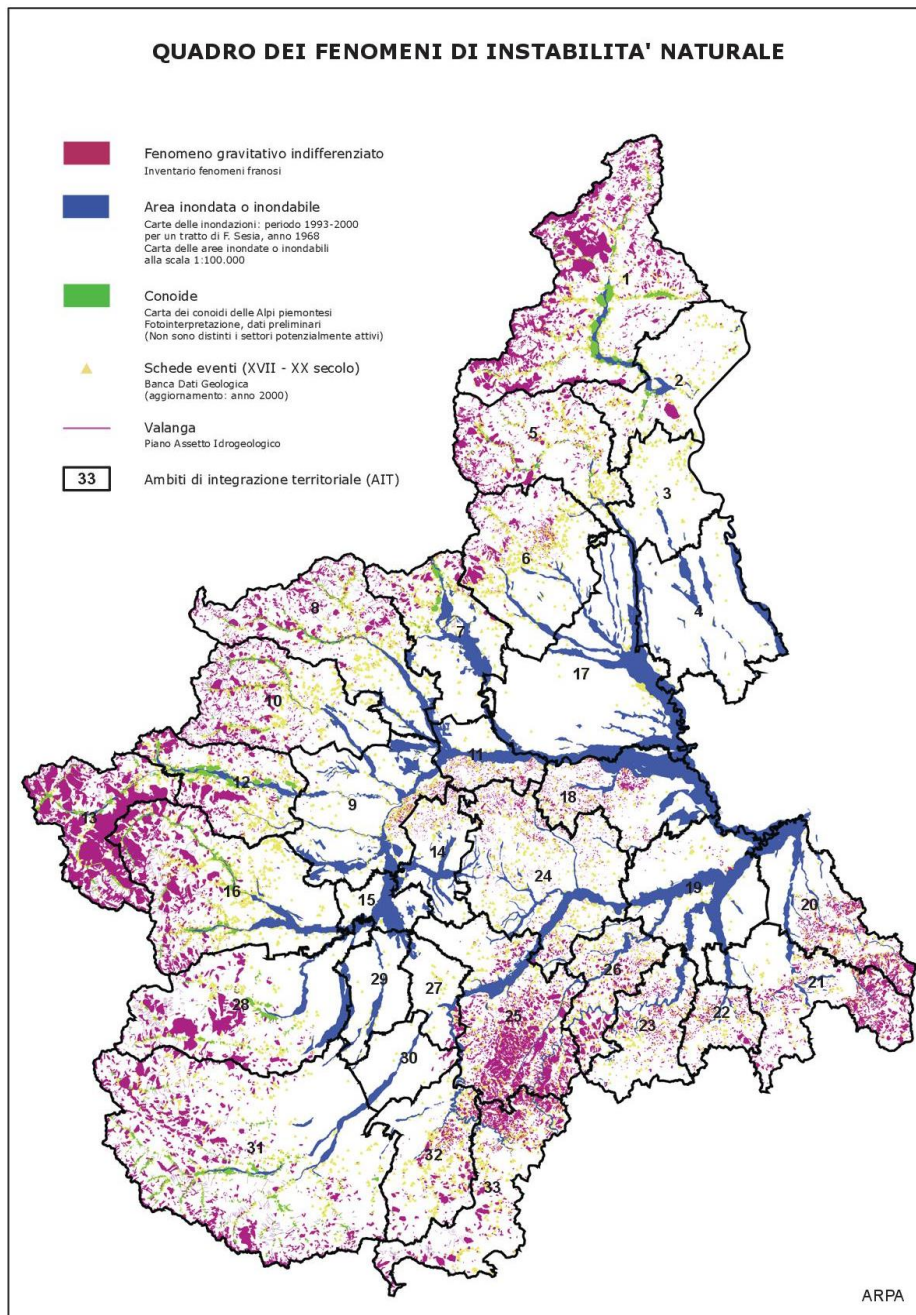 QUADRO DEI FENOMENI DI INSTABILITA' NATURALE
Fenomeno gravitativo indifferenziato
Inventario fenomeni franosi
Area inondata o inondabile
Carte delle inondazioni: periodo 1993-2000
per un tratto di F. Sesia, anno 1968
Carta delle aree inondate o inondabili
alla scala 1:100.000
Conoide
Carta dei conoidi delle Alpi piemontesi
Fotointerpretazione, dati preliminari
(Non sono distinti i settori potenzialmente attivi)
Schede eventi (XVII - XX secolo)
Banca Dati Geologica
(aggiornamento: anno 2000)
Valanga
Piano Assetto Idrogeologico
33 Ambiti di integrazione territoriale (AIT)
1
2
5
3
6
4
8
7
17
10
11
12
9
18
13
14
24
16
15
19
20
29
26
27
21
28
25
23
22
30
31
32
33
ARPA